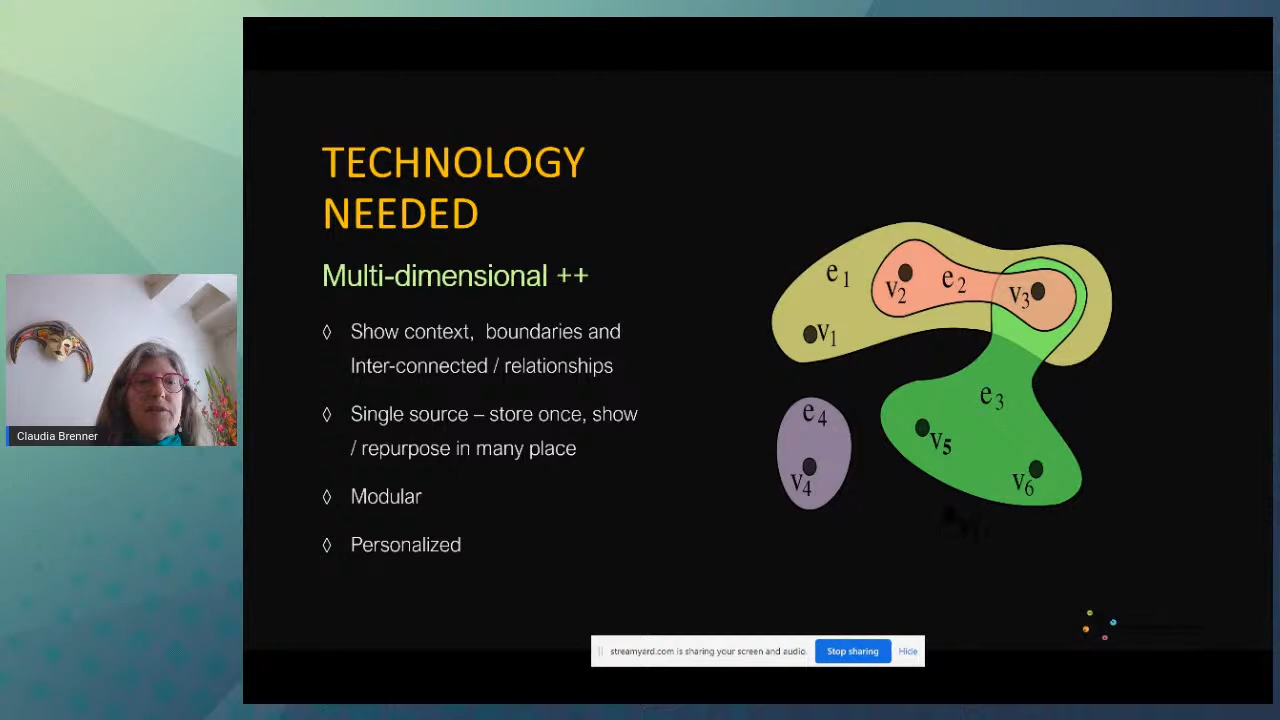 TECHNOLOGY
NEEDED
Multi-dimensional ++
◊ Show context, boundaries and
Inter-connected / relationships
◊ Single source – store once, show
/ repurpose in many place
◊ Modular
◊ Personalized
e1
v2
e2
v3
v1
e3
e4
v5
v4
v6
Claudia Brenner
streamyard.com is sharing your screen and audio.
Stop sharing
Hide